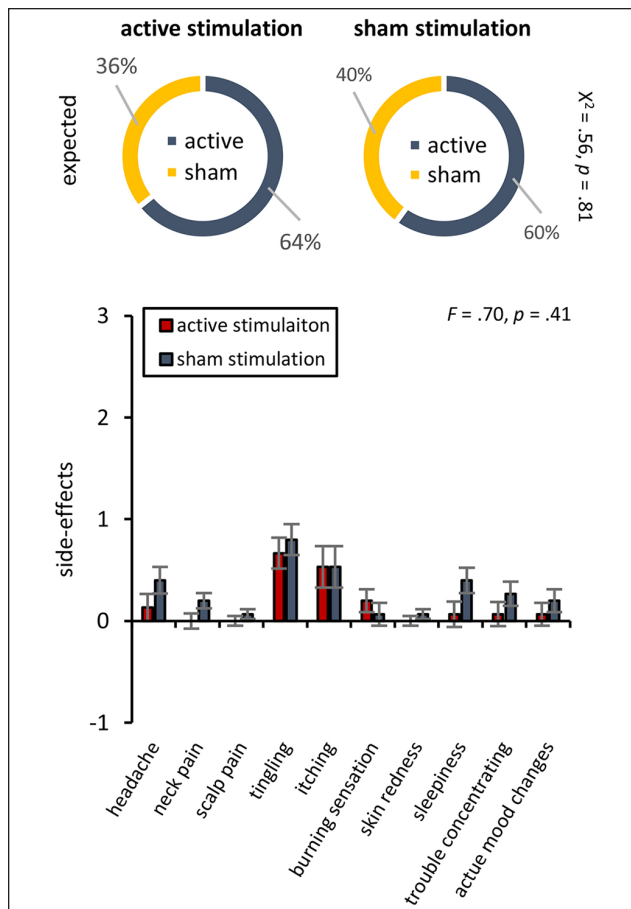 active stimulation
sham stimulation
36%
40%
expected
active
sham
active
sham
64%
60%
X² = .56, p = .81
3
active stimulaiton
sham stimulation
F = .70, p = .41
2
side-effects
1
0
-1
headache
neck pain
scalp pain
tingling
itching
burning sensation
skin redness
sleepiness
trouble concentrating
actue mood changes